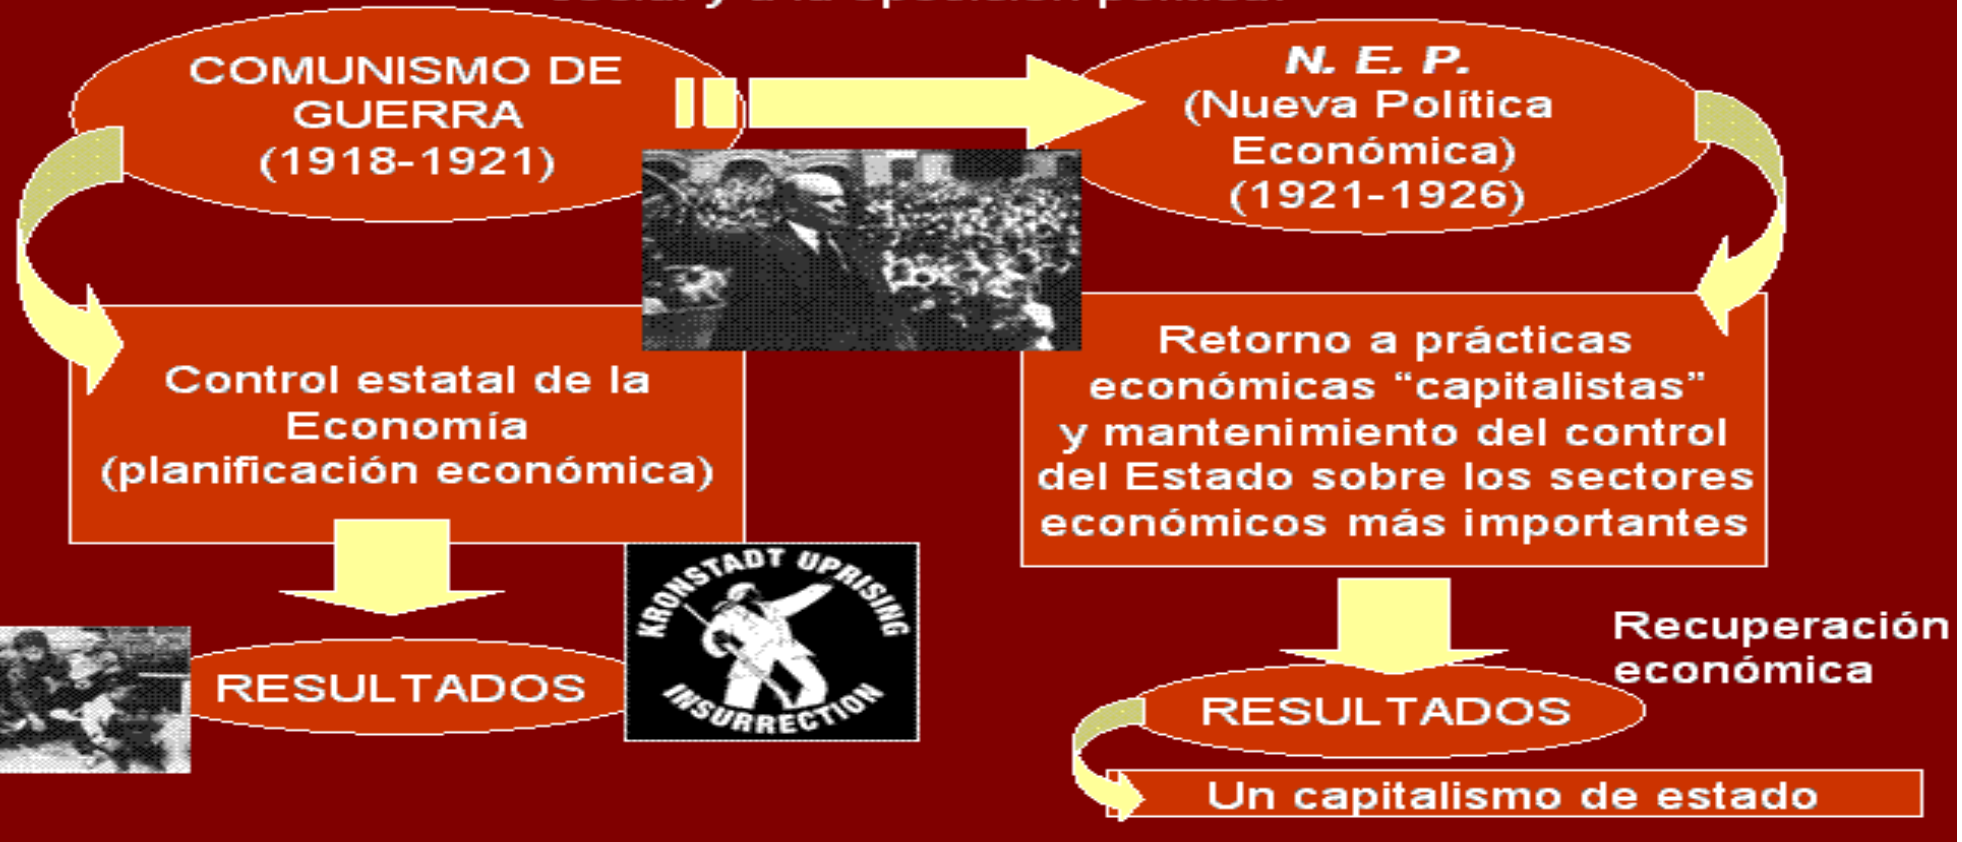 COMUNISMO DE
GUERRA
(1918-1921)
N. E. P.
(Nueva Política
Económica)
(1921-1926)
Control estatal de la
Economía
(planificación económica)
Retorno a prácticas
económicas “capitalistas”
y mantenimiento del control
del Estado sobre los sectores
económicos más importantes
KRONSTADT UPRISING
INSURRECTION
RESULTADOS
Recuperación
económica
RESULTADOS
Un capitalismo de estado